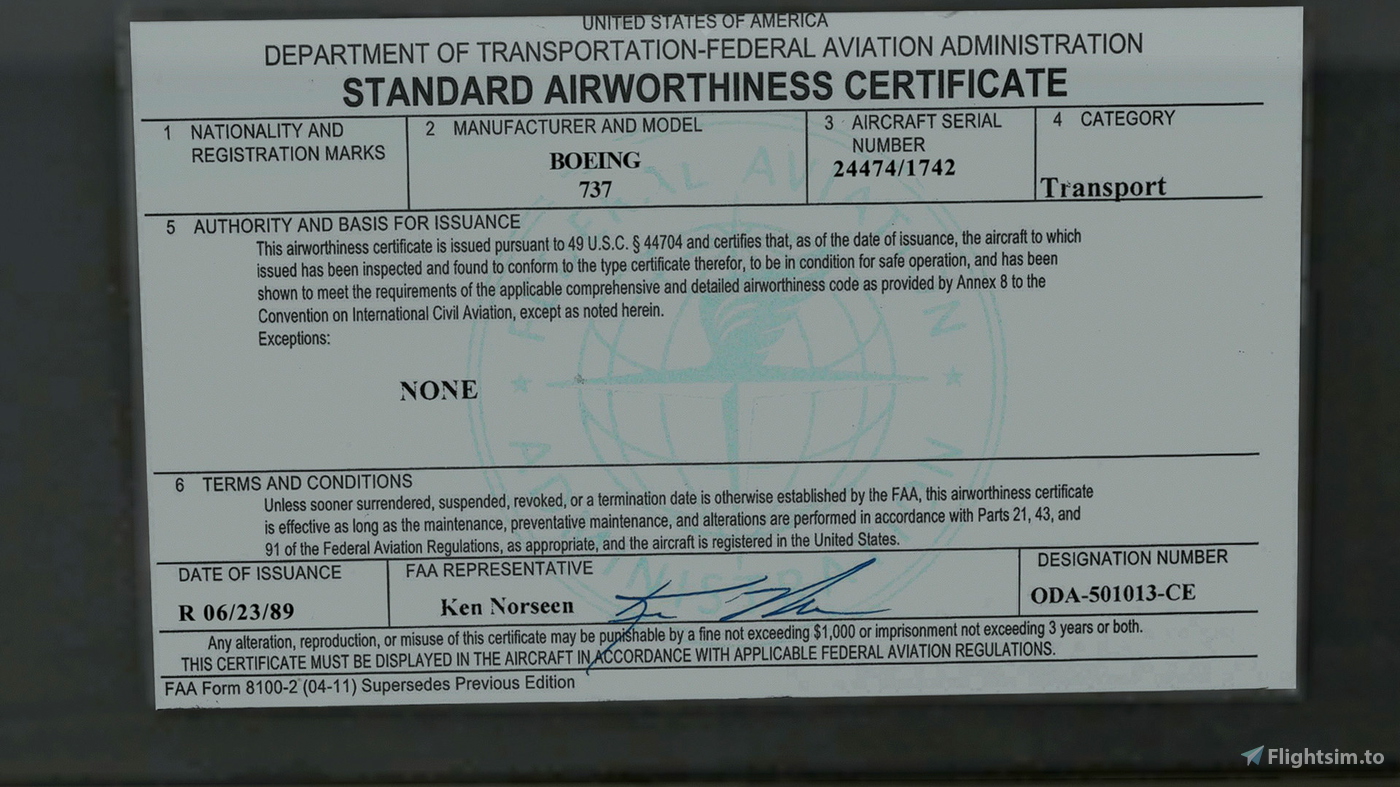 UNITED STATES OF AMERICA
DEPARTMENT OF TRANSPORTATION-FEDERAL AVIATION ADMINISTRATION
STANDARD AIRWORTHINESS CERTIFICATE
1 NATIONALITY AND
REGISTRATION MARKS
2 MANUFACTURER AND MODEL
BOEING
737
3 AIRCRAFT SERIAL
NUMBER
24474/1742
4 CATEGORY
Transport
5 AUTHORITY AND BASIS FOR ISSUANCE
This airworthiness certificate is issued pursuant to 49 U.S.C. § 44704 and certifies that, as of the date of issuance, the aircraft to which
issued has been inspected and found to conform to the type certificate therefor, to be in condition for safe operation, and has been
shown to meet the requirements of the applicable comprehensive and detailed airworthiness code as provided by Annex 8 to the
Convention on International Civil Aviation, except as noted herein.
Exceptions:
NONE
6 TERMS AND CONDITIONS
Unless sooner surrendered, suspended, revoked, or a termination date is otherwise established by the FAA, this airworthiness certificate
is effective as long as the maintenance, preventative maintenance, and alterations are performed in accordance with Parts 21, 43, and
91 of the Federal Aviation Regulations, as appropriate, and the aircraft is registered in the United States.
DATE OF ISSUANCE
R 06/23/89
FAA REPRESENTATIVE
Ken Norseen
DESIGNATION NUMBER
ODA-501013-CE
Any alteration, reproduction, or misuse of this certificate may be punishable by a fine not exceeding $1,000 or imprisonment not exceeding 3 years or both.
THIS CERTIFICATE MUST BE DISPLAYED IN THE AIRCRAFT IN ACCORDANCE WITH APPLICABLE FEDERAL AVIATION REGULATIONS.
FAA Form 8100-2 (04-11) Supersedes Previous Edition
FEDERAL AVIATION ADMINISTRATION
Flightsim.to